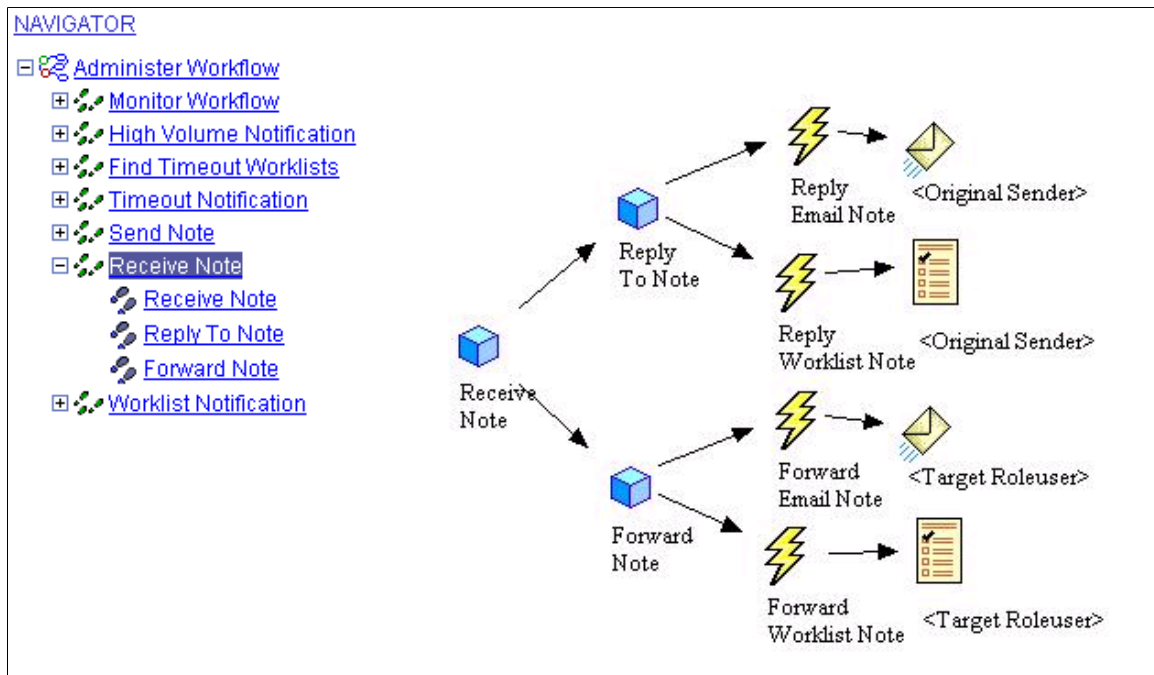 NAVIGATOR
Administer Workflow
Monitor Workflow
High Volume Notification
Find Timeout Worklists
Timeout Notification
Send Note
Receive Note
Receive Note
Reply To Note
Forward Note
Worklist Notification
Receive
Note
Reply
To Note
Reply
Email Note
<Original Sender>
Reply
Worklist Note
<Original Sender>
Forward
Note
Forward
Email Note
<Target Roleuser>
Forward
Worklist Note
<Target Roleuser>